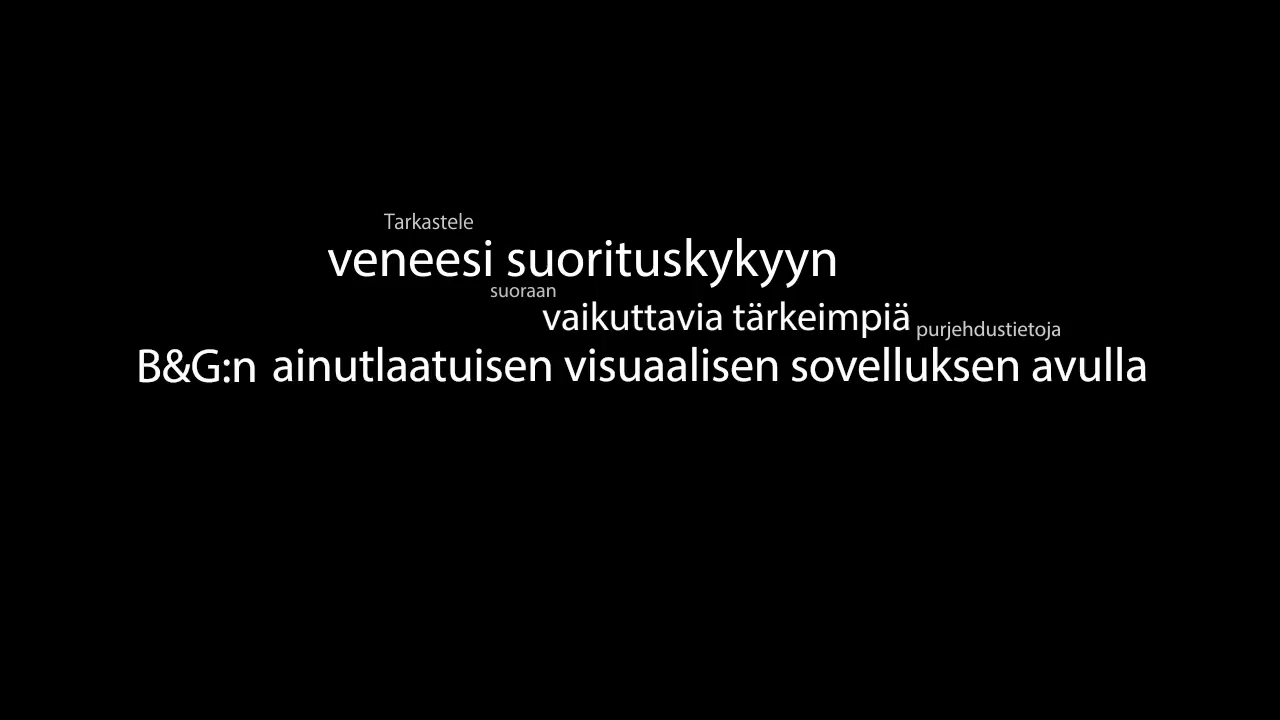 Tarkastele
veneesi suorituskykyyn
suoraan
vaikuttavia tärkeimpiä purjehdustietoja
B&G:n ainutlaatuisen visuaalisen sovelluksen avulla